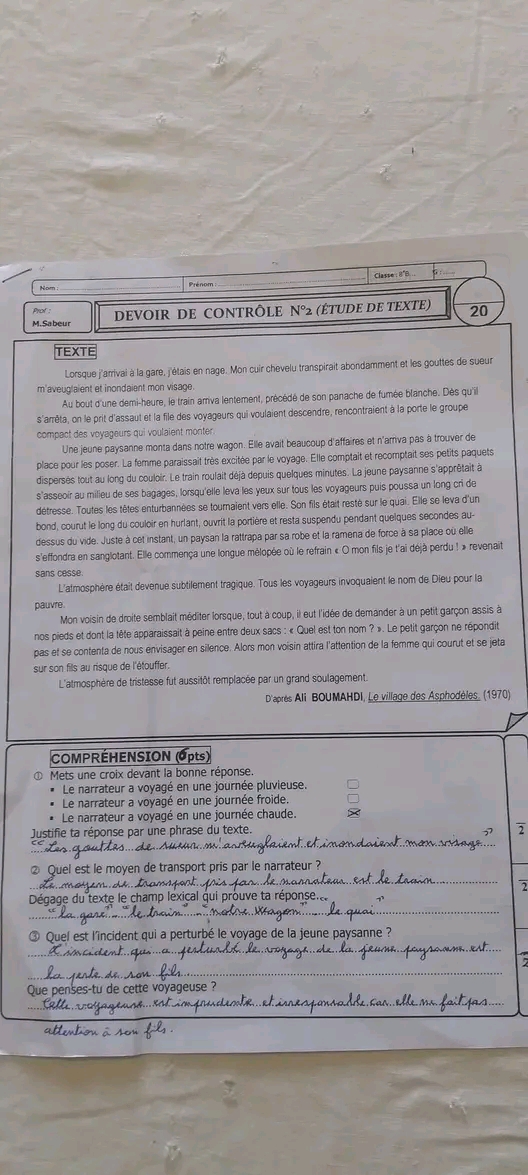 Nom : Prénom : Classe : 8°B
Prof :
M.Sabeur
DEVOIR DE CONTRÔLE N°2 (ÉTUDE DE TEXTE)
20
TEXTE
Lorsque j'arrivai à la gare, j'étais en nage. Mon cuir chevelu transpirait abondamment et les gouttes de sueur
m'aveuglaient et inondaient mon visage.
Au bout d'une demi-heure, le train arriva lentement, précédé de son panache de fumée blanche. Dès qu'il
s'arrêta, on le prit d'assaut et la file des voyageurs qui voulaient descendre, rencontraient à la porte le groupe
compact des voyageurs qui voulaient monter.
Une jeune paysanne monta dans notre wagon. Elle avait beaucoup d'affaires et n'arriva pas à trouver de
place pour les poser. La femme paraissait très excitée par le voyage. Elle comptait et recomptait ses petits paquets
dispersés tout au long du couloir. Le train roulait déjà depuis quelques minutes. La jeune paysanne s'apprêtait à
s'asseoir au milieu de ses bagages, lorsqu'elle leva les yeux sur tous les voyageurs puis poussa un long cri de
détresse. Toutes les têtes enturbannées se tournaient vers elle. Son fils était resté sur le quai. Elle se leva d'un
bond, courut le long du couloir en hurlant, ouvrit la portière et resta suspendu pendant quelques secondes au-
dessus du vide. Juste à cet instant, un paysan la rattrapa par sa robe et la ramena de force à sa place où elle
s'effondra en sanglotant. Elle commença une longue mélopée où le refrain « O mon fils je t'ai déjà perdu ! » revenait
sans cesse.
L'atmosphère était devenue subtilement tragique. Tous les voyageurs invoquaient le nom de Dieu pour la
pauvre.
Mon voisin de droite semblait méditer lorsque, tout à coup, il eut l'idée de demander à un petit garçon assis à
nos pieds et dont la tête apparaissait à peine entre deux sacs : « Quel est ton nom ? ». Le petit garçon ne répondit
pas et se contenta de nous envisager en silence. Alors mon voisin attira l'attention de la femme qui courut et se jeta
sur son fils au risque de l'étouffer.
L'atmosphère de tristesse fut aussitôt remplacée par un grand soulagement.
D'après Ali BOUMAHDI, Le village des Asphodèles. (1970)
COMPRÉHENSION (6pts)
① Mets une croix devant la bonne réponse.
▪ Le narrateur a voyagé en une journée pluvieuse.
▪ Le narrateur a voyagé en une journée froide.
▪ Le narrateur a voyagé en une journée chaude.
Justifie ta réponse par une phrase du texte.
"Les gouttes de sueur m'aveuglaient et inondaient mon visage"
2
② Quel est le moyen de transport pris par le narrateur ?
Le moyen de transport pris par le narrateur est le train
2
Dégage du texte le champ lexical qui prouve ta réponse.
"la gare" "le train" "notre wagon" "le quai"
③ Quel est l'incident qui a perturbé le voyage de la jeune paysanne ?
L'incident qui a perturbé le voyage de la jeune paysanne est
2
la perte de son fils
Que penses-tu de cette voyageuse ?
Cette voyageuse est imprudente et irresponsable car elle ne fait pas
attention à son fils.